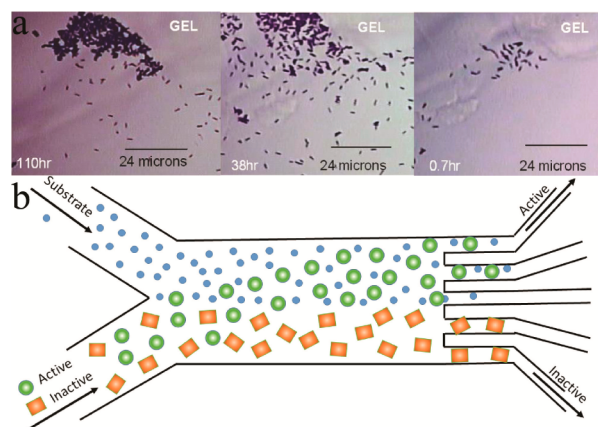 a
GEL
GEL
GEL
24 microns
24 microns
24 microns
110hr
38hr
0.7hr
b
Substrate
Active
Active
Inactive
Inactive